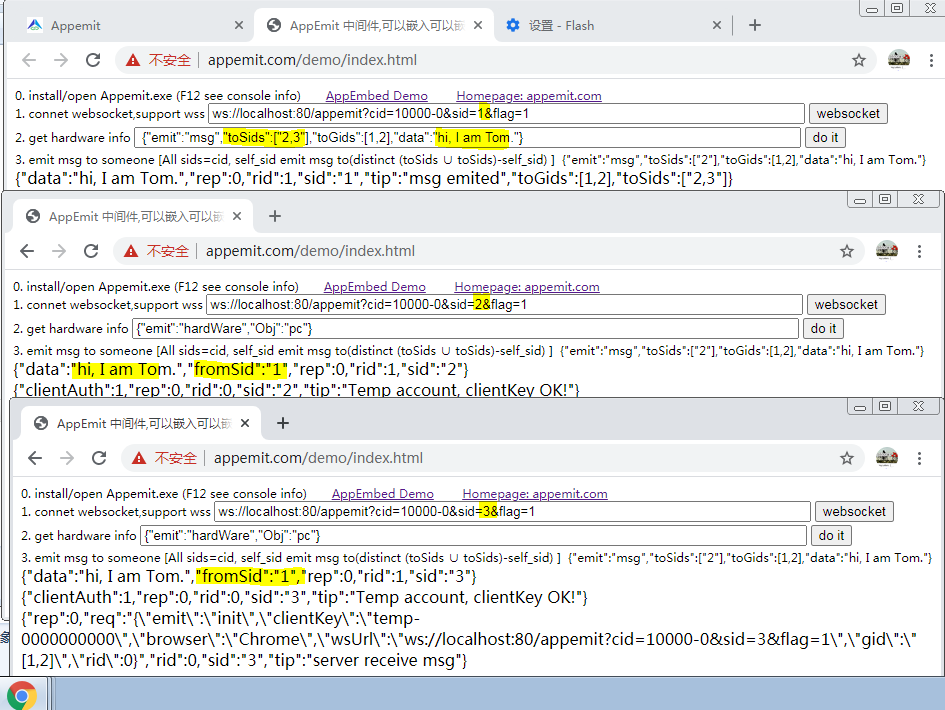 Appemit
AppEmit 中间件,可以嵌入可以嵌
设置 - Flash
不安全 appemit.com/demo/index.html
0. install/open Appemit.exe (F12 see console info) AppEmbed Demo Homepage: appemit.com
1. connet websocket,support wss ws://localhost:80/appemit?cid=10000-0&sid=1&flag=1 websocket
2. get hardware info {"emit":"msg","toSids":["2,3"],"toGids":[1,2],"data":"hi, I am Tom."} do it
3. emit msg to someone [All sids=cid, self_sid emit msg to(distinct (toSids ∪ toSids)-self_sid) ] {"emit":"msg","toSids":["2"],"toGids":[1,2],"data":"hi, I am Tom."}
{"data":"hi, I am Tom.","rep":0,"rid":1,"sid":"1","tip":"msg emited","toGids":[1,2],"toSids":["2,3"]}
AppEmit 中间件,可以嵌入可以嵌
不安全 appemit.com/demo/index.html
0. install/open Appemit.exe (F12 see console info) AppEmbed Demo Homepage: appemit.com
1. connet websocket,support wss ws://localhost:80/appemit?cid=10000-0&sid=2&flag=1 websocket
2. get hardware info {"emit":"hardWare","Obj":"pc"} do it
3. emit msg to someone [All sids=cid, self_sid emit msg to(distinct (toSids ∪ toSids)-self_sid) ] {"emit":"msg","toSids":["2"],"toGids":[1,2],"data":"hi, I am Tom."}
{"data":"hi, I am Tom.","fromSid":"1","rep":0,"rid":1,"sid":"2"}
{"clientAuth":1,"rep":0,"rid":0,"sid":"2","tip":"Temp account, clientKey OK!"}
AppEmit 中间件,可以嵌入可以嵌
不安全 appemit.com/demo/index.html
0. install/open Appemit.exe (F12 see console info) AppEmbed Demo Homepage: appemit.com
1. connet websocket,support wss ws://localhost:80/appemit?cid=10000-0&sid=3&flag=1 websocket
2. get hardware info {"emit":"hardWare","Obj":"pc"} do it
3. emit msg to someone [All sids=cid, self_sid emit msg to(distinct (toSids ∪ toSids)-self_sid) ] {"emit":"msg","toSids":["2"],"toGids":[1,2],"data":"hi, I am Tom."}
{"data":"hi, I am Tom.","fromSid":"1","rep":0,"rid":1,"sid":"3"}
{"clientAuth":1,"rep":0,"rid":0,"sid":"3","tip":"Temp account, clientKey OK!"}
{"rep":0,"req":"{\"emit\":\"init\",\"clientKey\":\"temp-
0000000000\",\"browser\":\"Chrome\",\"wsUrl\":\"ws://localhost:80/appemit?cid=10000-0&sid=3&flag=1\",\"gid\":\"
[1,2]\",\"rid\":0}","rid":0,"sid":"3","tip":"server receive msg"}